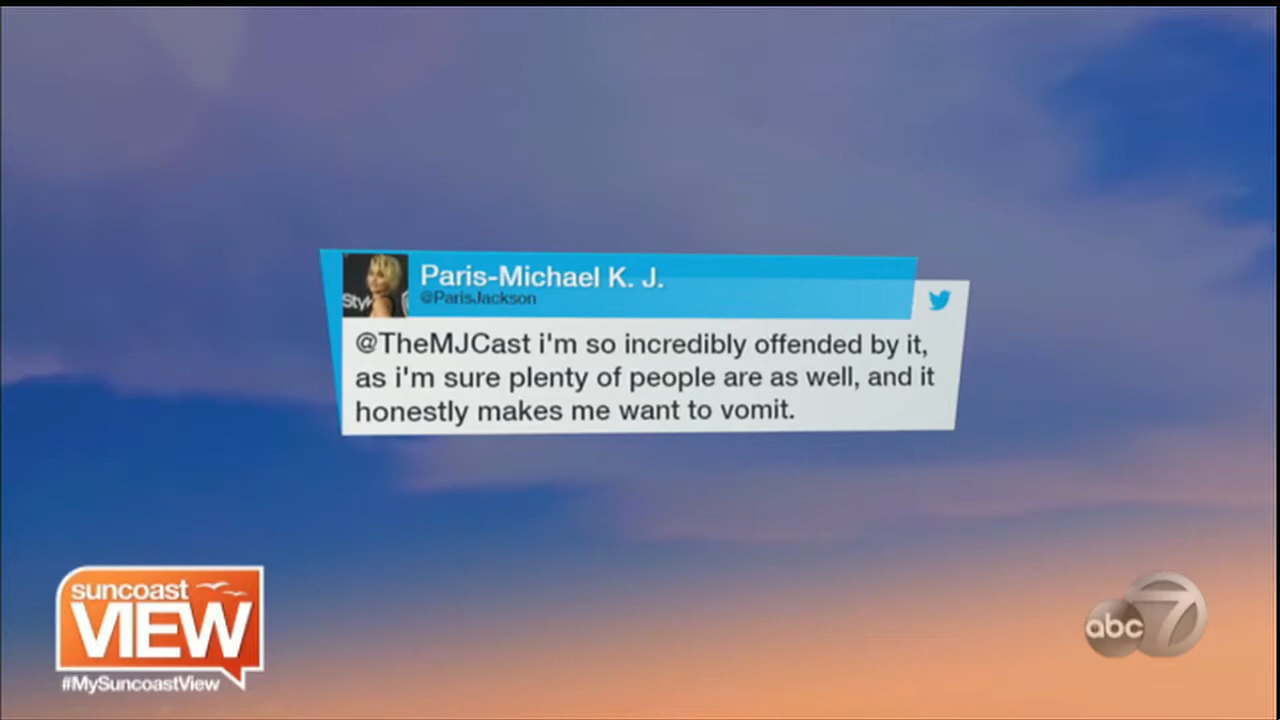 Paris-Michael K. J.
@ParisJackson
Style
@TheMJCast i'm so incredibly offended by it,
as i'm sure plenty of people are as well, and it
honestly makes me want to vomit.
suncoast
VIEW
#MySuncoastView
abc 7